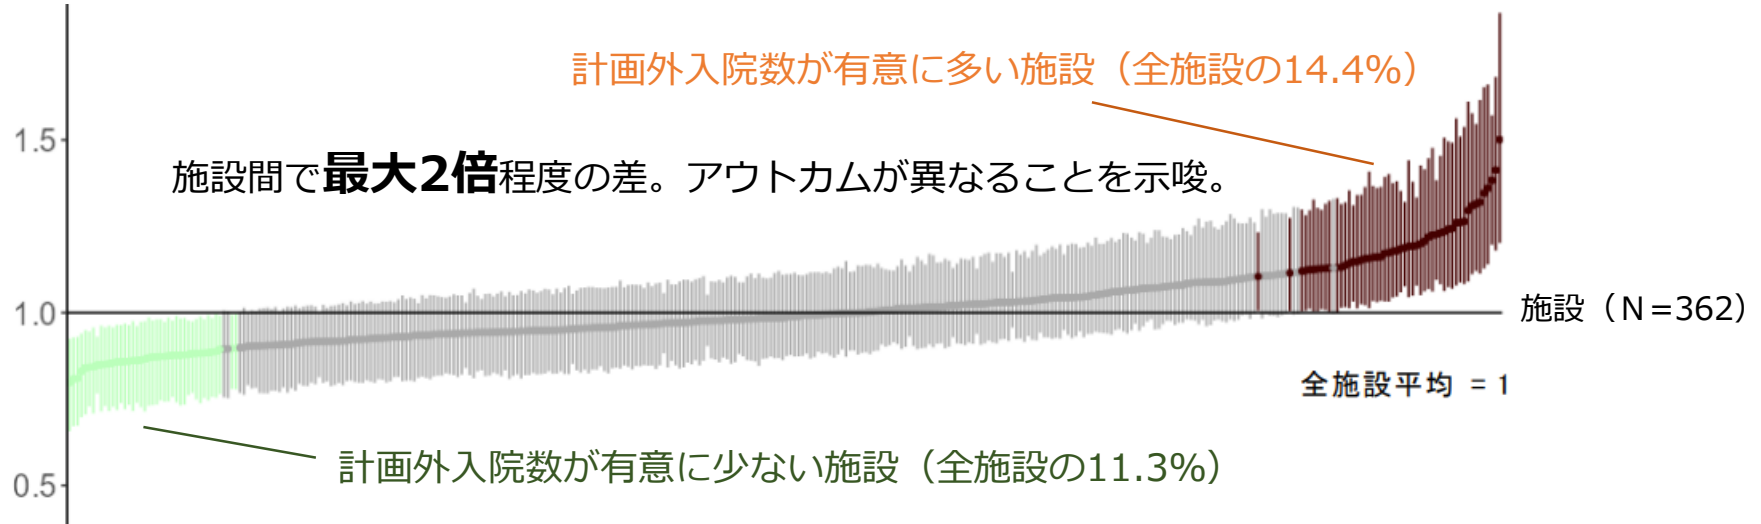 計画外入院数が有意に多い施設（全施設の14.4%）
1.5
施設間で最大2倍程度の差。アウトカムが異なることを示唆。
1.0
施設（N=362）
全施設平均 = 1
計画外入院数が有意に少ない施設（全施設の11.3%）
0.5